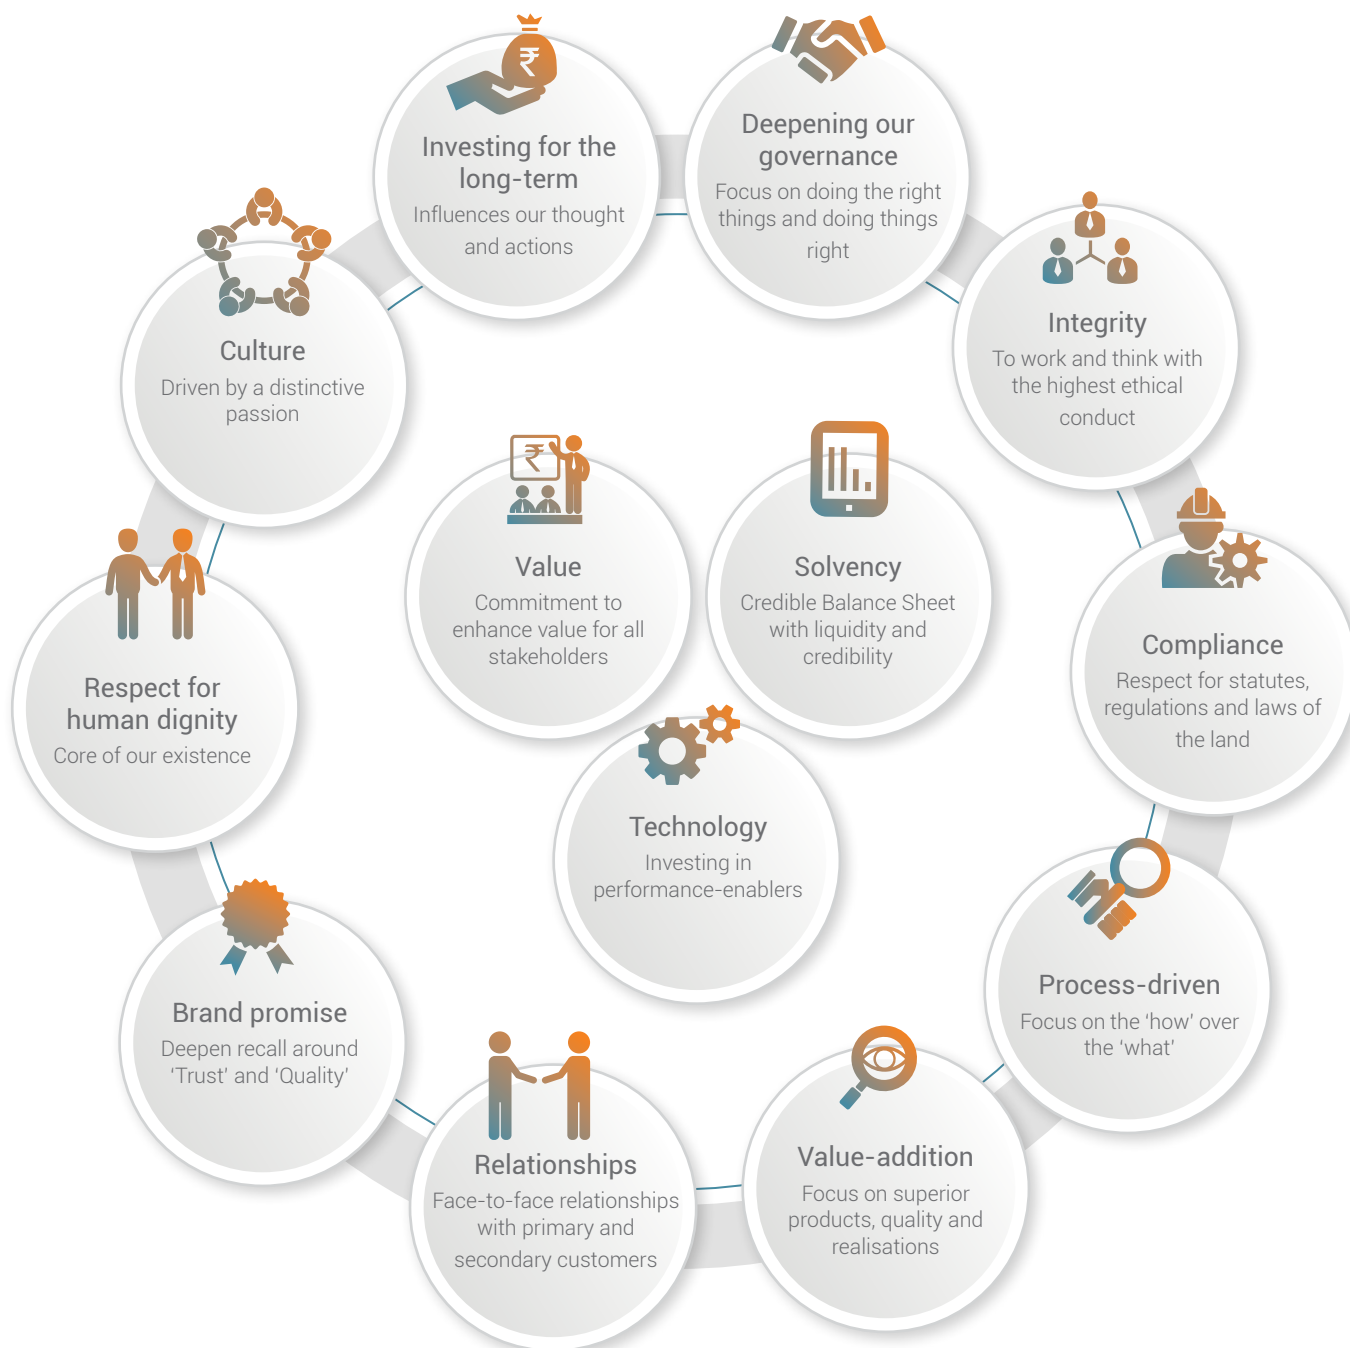 ₹
Investing for the
long-term
Influences our thought
and actions
Deepening our
governance
Focus on doing the right
things and doing things
right
Integrity
To work and think with
the highest ethical
conduct
Compliance
Respect for statutes,
regulations and laws of
the land
Process-driven
Focus on the ‘how’ over
the ‘what’
Value-addition
Focus on superior
products, quality and
realisations
Relationships
Face-to-face relationships
with primary and
secondary customers
Brand promise
Deepen recall around
‘Trust’ and ‘Quality’
Respect for
human dignity
Core of our existence
Culture
Driven by a distinctive
passion
₹
Value
Commitment to
enhance value for all
stakeholders
Solvency
Credible Balance Sheet
with liquidity and
credibility
Technology
Investing in
performance-enablers